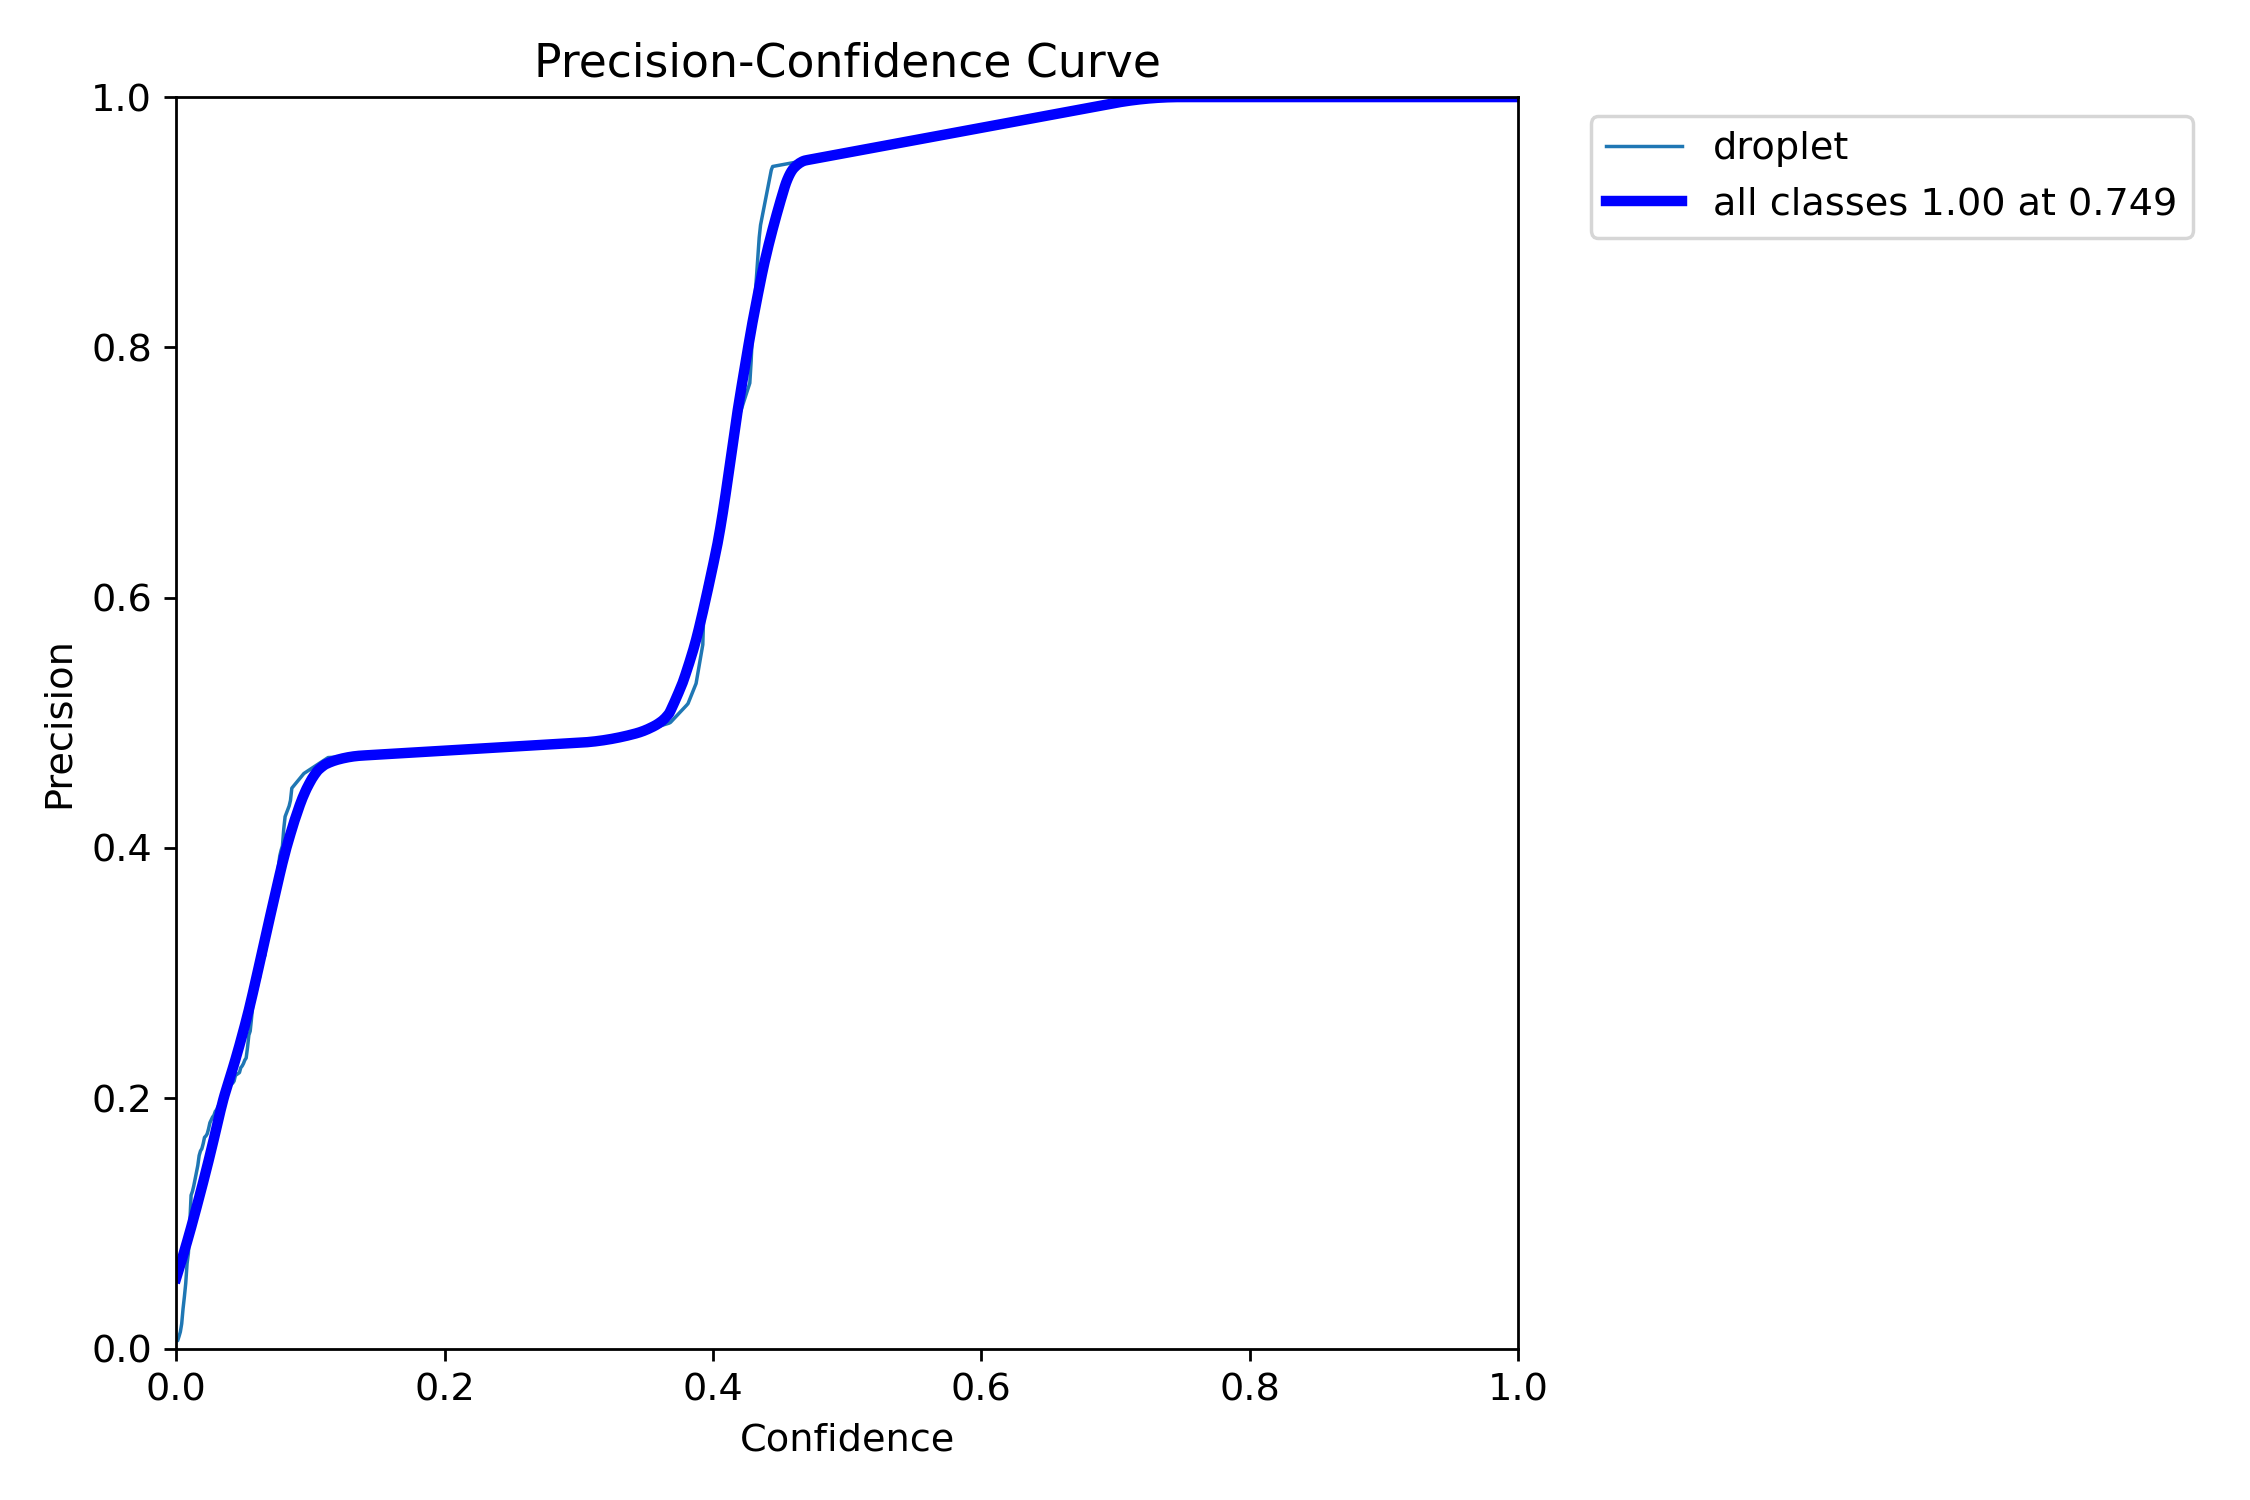 Precision-Confidence Curve
droplet
all classes 1.00 at 0.749
1.0
0.8
0.6
0.4
0.2
0.0
Precision
0.0 0.2 0.4 0.6 0.8 1.0
Confidence